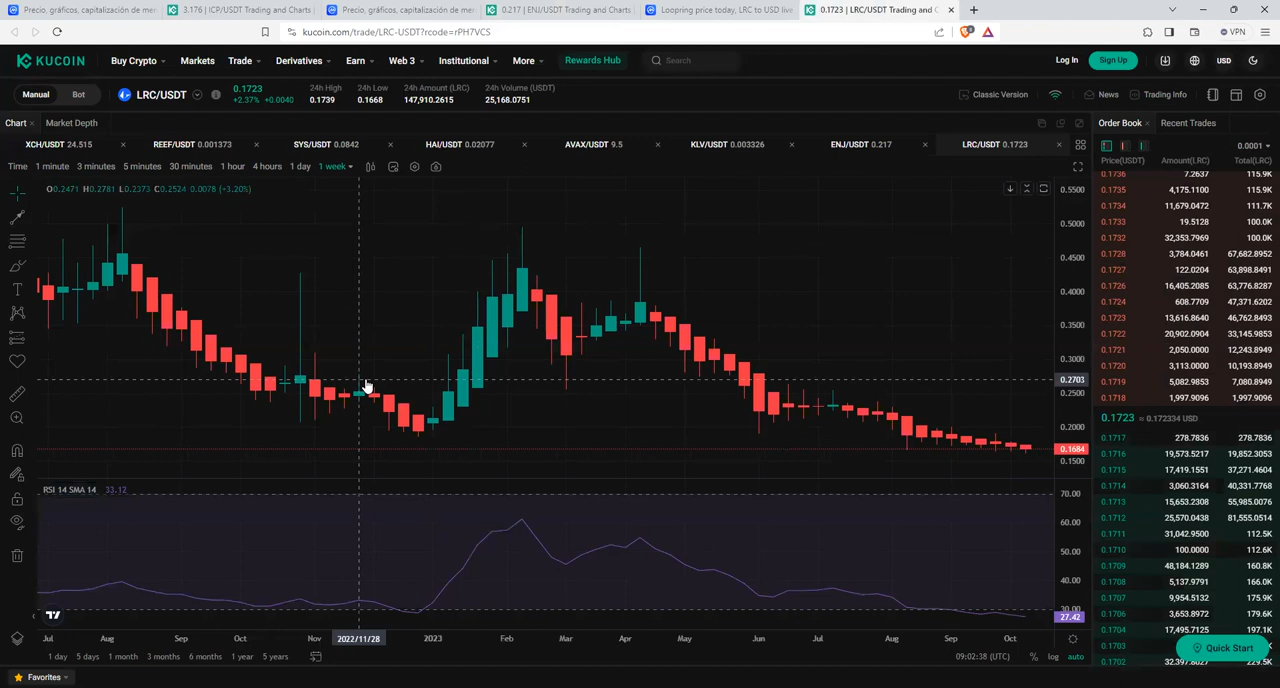 Precio, gráficos, capitalización de mer
3.176 | ICP/USDT Trading and Charts
Precio, gráficos, capitalización de me
0.217 | ENJ/USDT Trading and Charts
Loopring price today, LRC to USD live
0.1723 | LRC/USDT Trading and C
kucoin.com/trade/LRC-USDT?rcode=rPH7VCS
VPN
KUCOIN
Buy Crypto
Markets
Trade
Derivatives
Earn
Web 3
Institutional
More
Rewards Hub
Search
Log In
Sign Up
USD
Manual
Bot
LRC/USDT
0.1723
+2.37% +0.0040
24h High
0.1739
24h Low
0.1668
24h Amount (LRC)
147,910.2615
24h Volume (USDT)
25,168.0751
Classic Version
News
Trading Info
Chart
Market Depth
Order Book
Recent Trades
XCH/USDT 24.515
REEF/USDT 0.001373
SYS/USDT 0.0842
HAI/USDT 0.02077
AVAX/USDT 9.5
KLV/USDT 0.003326
ENJ/USDT 0.217
LRC/USDT 0.1723
0.0001
Time
1 minute
3 minutes
5 minutes
30 minutes
1 hour
4 hours
1 day
1 week
Price(USDT)
Amount(LRC)
Total(LRC)
O0.2471 H0.2781 L0.2373 C0.2524 0.0078 (+3.20%)
0.5500
0.5000
0.4500
0.4000
0.3500
0.3000
0.2703
0.2500
0.2000
0.1684
0.1500
0.1736 7.2637 115.9K
0.1735 4,175.1100 115.9K
0.1734 11,679.0472 111.7K
0.1733 19.5128 100.0K
0.1732 32,353.7969 100.0K
0.1728 3,784.0461 67,682.8952
0.1727 122.0204 63,898.8491
0.1726 16,405.2085 63,776.8287
0.1724 608.7709 47,371.6202
0.1723 13,616.8640 46,762.8493
0.1722 20,902.0904 33,145.9853
0.1721 2,050.0000 12,243.8949
0.1720 3,113.0000 10,193.8949
0.1719 5,082.9853 7,080.8949
0.1718 1,997.9096 1,997.9096
0.1723 ≈ 0.172334 USD
0.1717 278.7836 278.7836
0.1716 19,573.5217 19,852.3053
0.1715 17,419.1551 37,271.4604
0.1714 3,060.3164 40,331.7768
0.1713 15,653.2308 55,985.0076
0.1712 25,570.0438 81,555.0514
0.1711 31,042.9500 112.5K
0.1710 100.0000 112.6K
0.1709 48,184.1289 160.8K
0.1708 5,137.9791 166.0K
0.1707 9,954.5132 175.9K
0.1706 3,653.8972 179.6K
0.1704 17,495.7125 197.1K
0.1703
0.1702 32,397.8027 229.5K
RSI 14 SMA 14 33.12
70.00
60.00
50.00
40.00
30.00
27.42
Jul
Aug
Sep
Oct
Nov
2022/11/28
2023
Feb
Mar
Apr
May
Jun
Jul
Aug
Sep
Oct
1 day
5 days
1 month
3 months
6 months
1 year
5 years
09:02:38 (UTC)
%
log
auto
Quick Start
Favorites